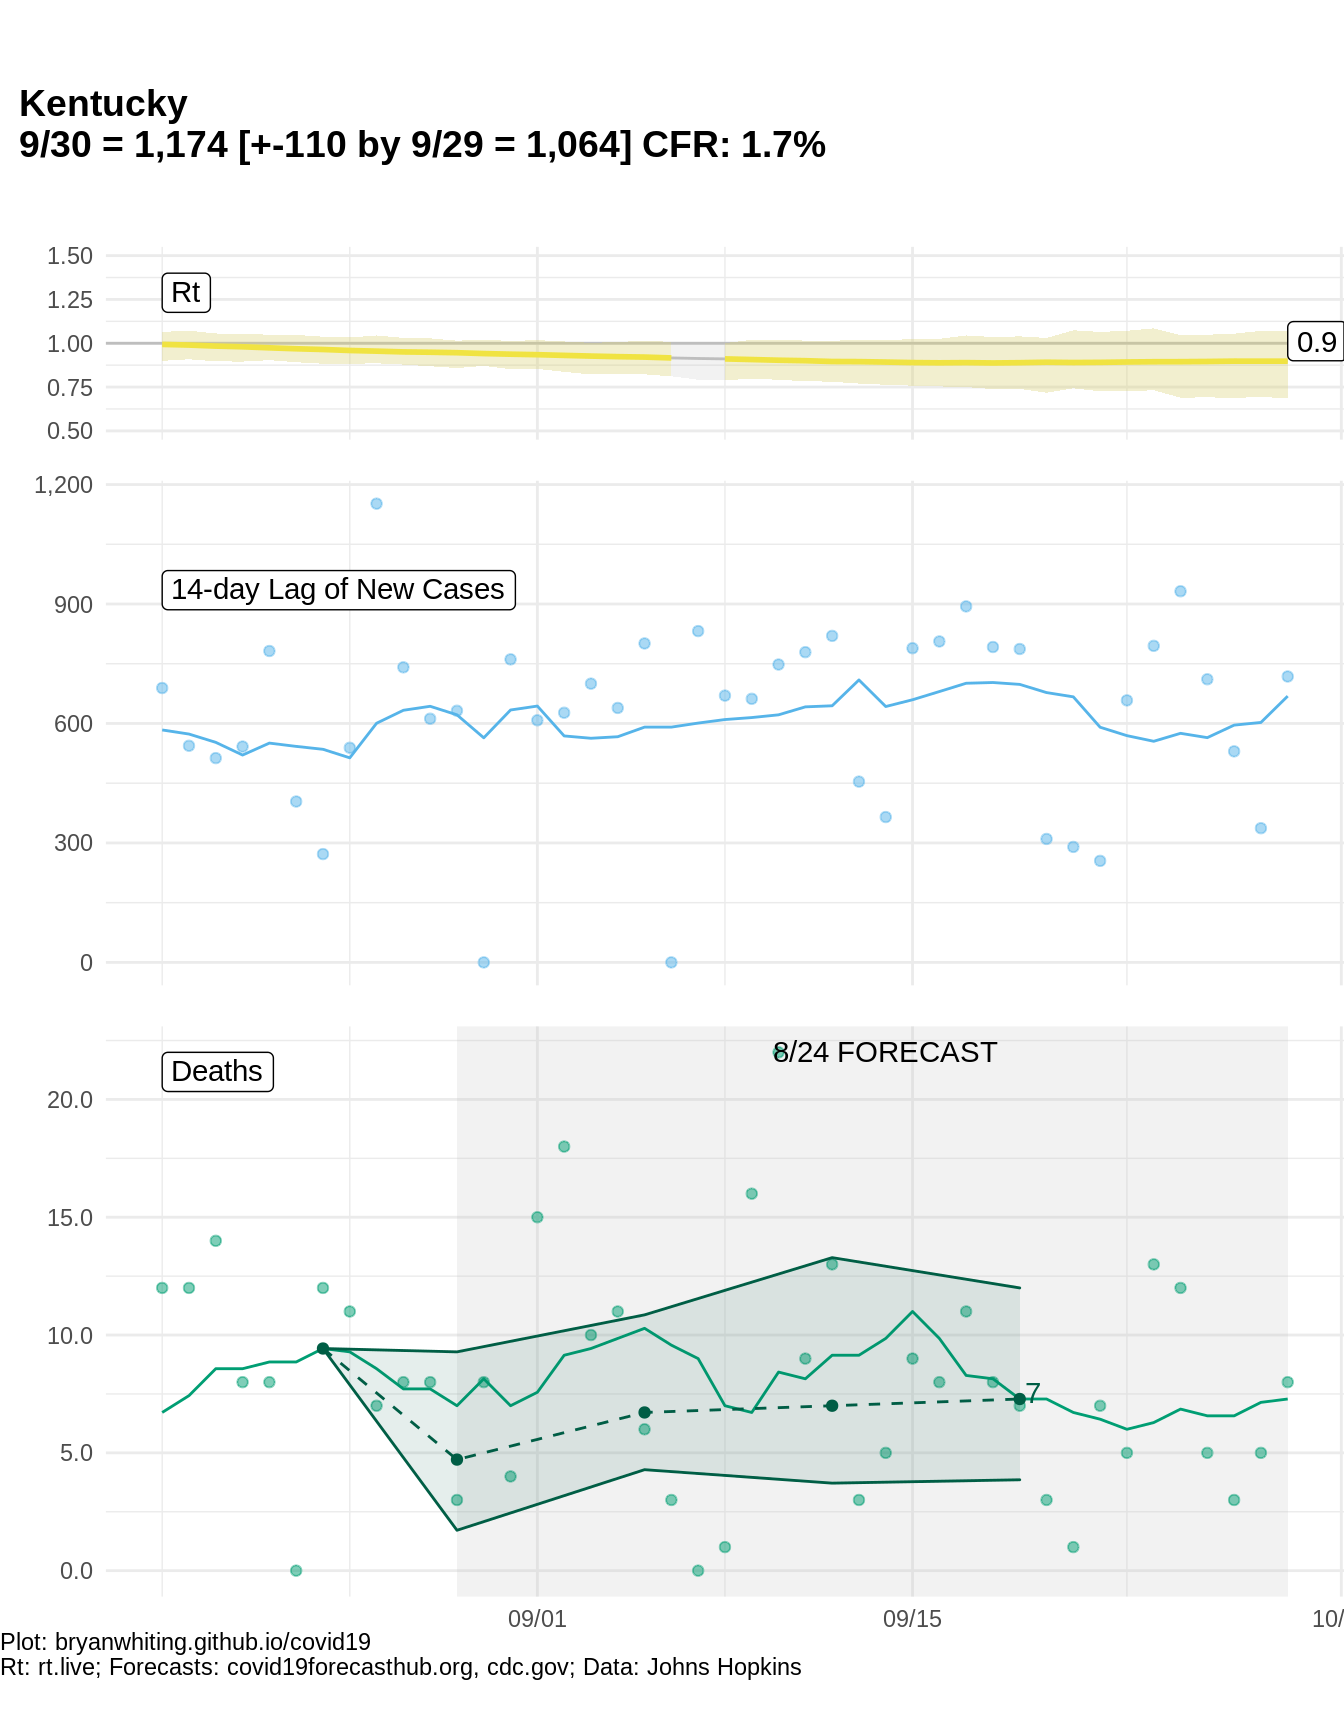 Kentucky
9/30 = 1,174 [+-110 by 9/29 = 1,064] CFR: 1.7%
1.50
1.25
1.00
0.75
0.50
Rt
0.9
1,200
900
600
300
0
14-day Lag of New Cases
20.0
15.0
10.0
5.0
0.0
Deaths
8/24 FORECAST
7
09/01
09/15
10/
Plot: bryanwhiting.github.io/covid19
Rt: rt.live; Forecasts: covid19forecasthub.org, cdc.gov; Data: Johns Hopkins